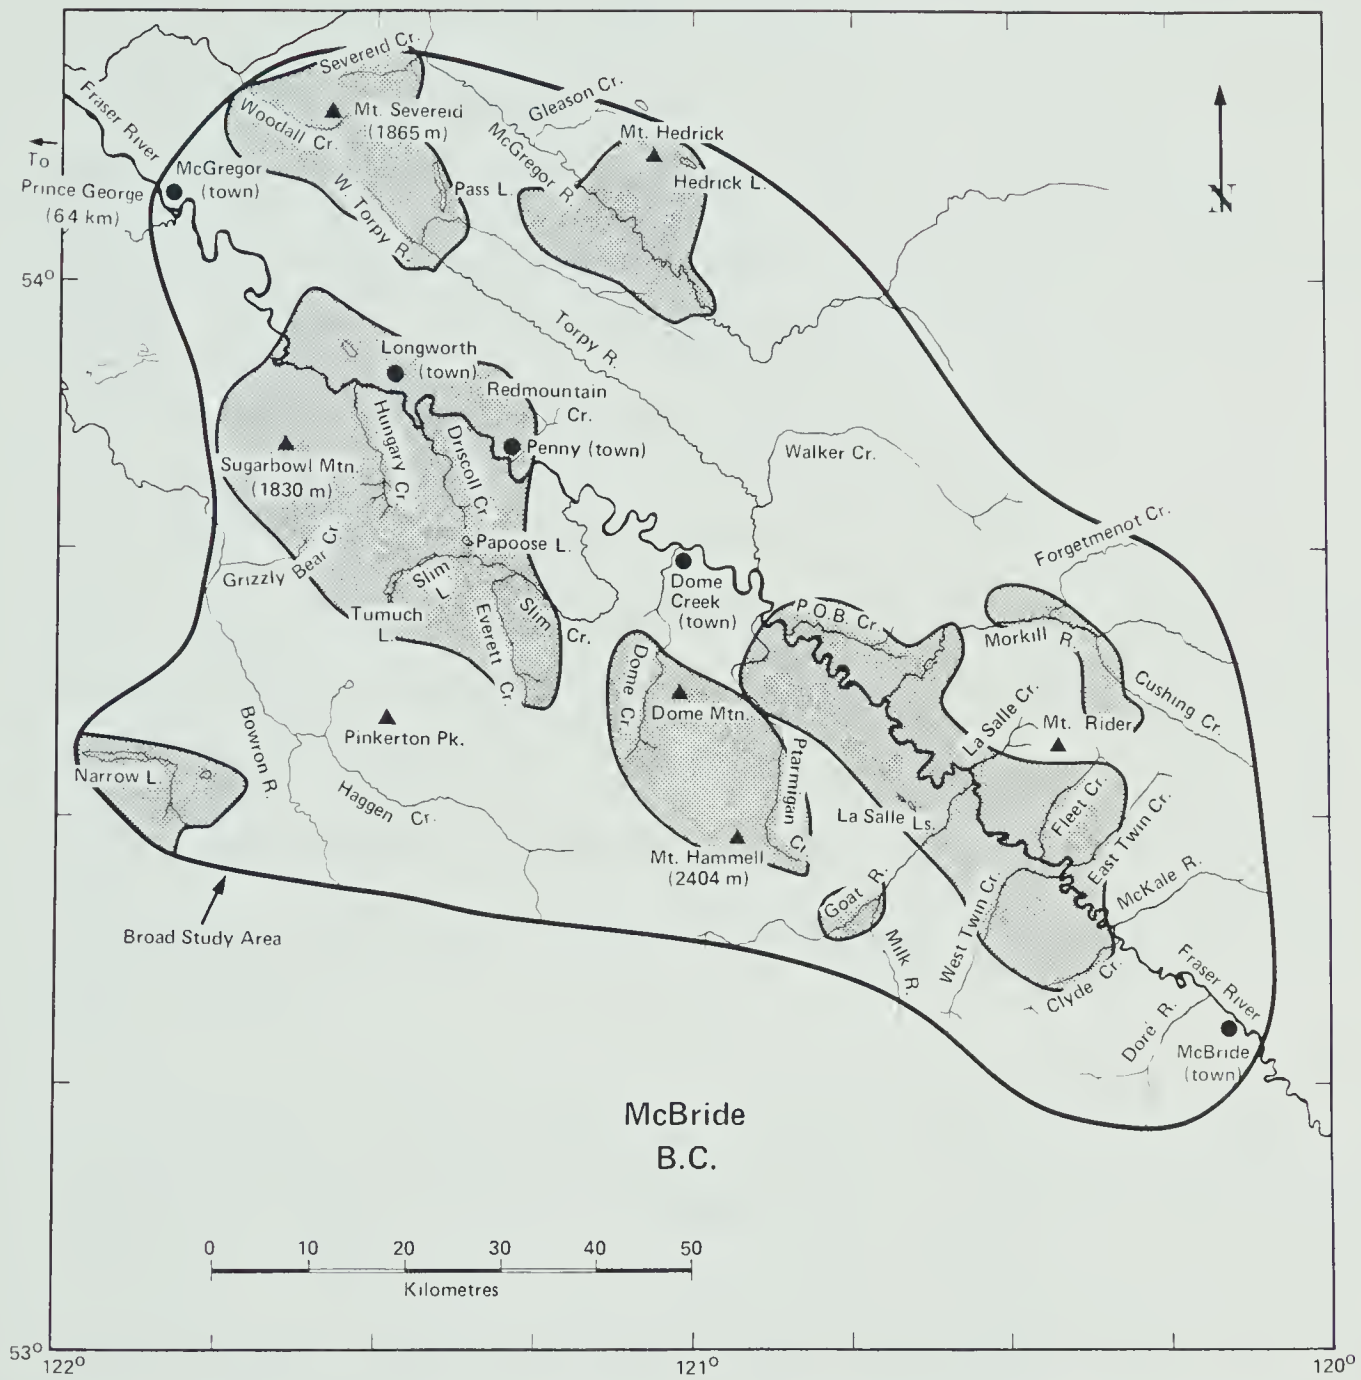 Severeid Cr.
Fraser River
Woodall Cr.
Mt. Severeid
(1865 m)
Gleason Cr.
McGregor R.
Mt. Hedrick
Hedrick L.
To
Prince George
(64 km)
McGregor
(town)
W. Torpy R.
Pass L.
N
54°
Torpy R.
Longworth
(town)
Redmountain
Cr.
Hungary Cr
Driscoll Cr
Penny (town)
Walker Cr.
Sugarbowl Mtn.
(1830 m)
Papoose L.
Grizzly Bear Cr
Slim
L.
Tumuch
L.
Everett Cr.
Slim
Cr.
Dome
Creek
(town)
Forgetmenot Cr.
P.O.B. Cr.
Morkill R.
Cushing Cr.
Dome Cr.
Dome Mtn.
La Salle Cr.
Mt. Rider
Pinkerton Pk.
Bowron R.
Narrow L.
Haggen Cr.
Ptarmigan Cr
La Salle Ls.
Fleet Cr.
East Twin Cr.
Mt. Hammell
(2404 m)
Goat R.
West Twin Cr.
McKale R.
Broad Study Area
Milk R.
Clyde Cr.
Fraser River
Doré R.
McBride
(town)
McBride
B.C.
0 10 20 30 40 50
Kilometres
53°
122° 121° 120°